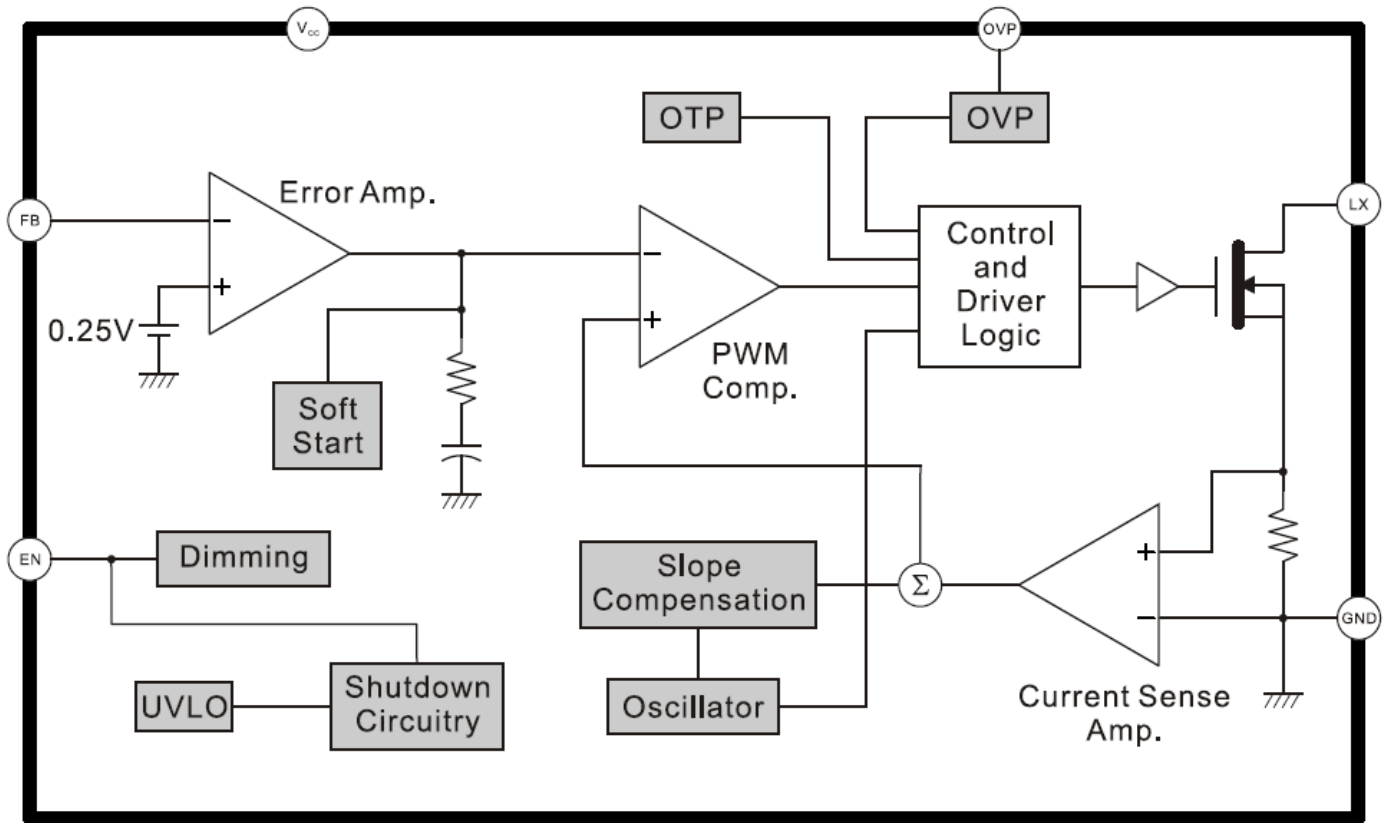 Vcc
OVP
OTP
OVP
Error Amp.
FB
−
+
0.25V
LX
Control
and
Driver
Logic
−
+
PWM
Comp.
Soft
Start
EN
Dimming
Slope
Compensation
Σ
+
−
GND
UVLO
Shutdown
Circuitry
Oscillator
Current Sense
Amp.